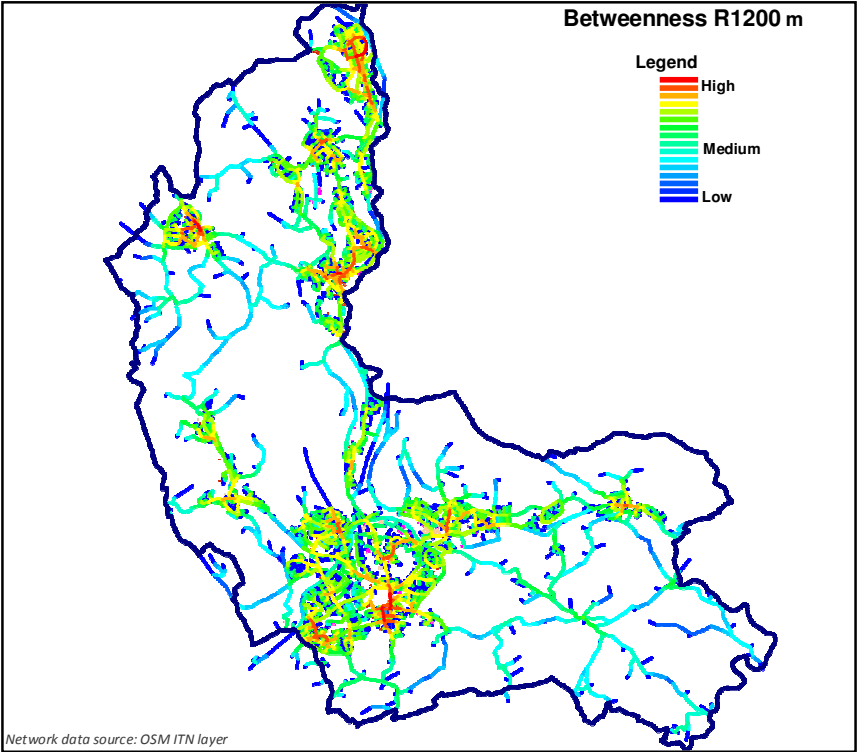 Betweenness R1200 m
Legend
High
Medium
Low
Network data source: OSM ITN layer